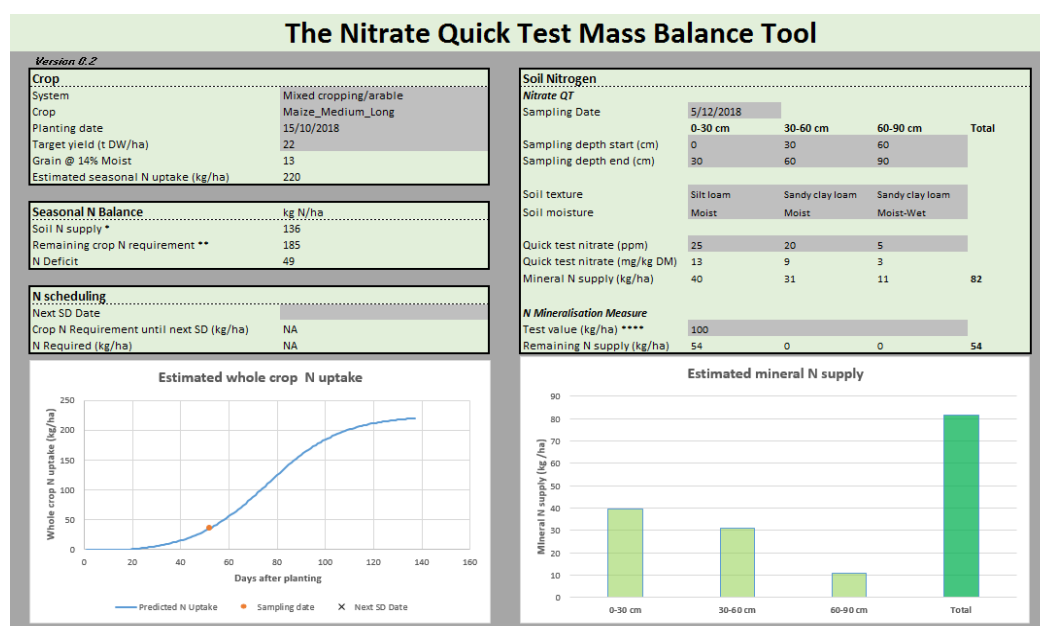 The Nitrate Quick Test Mass Balance Tool
Version 0.2
Crop
System Mixed cropping/arable
Crop Maize_Medium_Long
Planting date 15/10/2018
Target yield (t DW/ha) 22
Grain @ 14% Moist 13
Estimated seasonal N uptake (kg/ha) 220
Seasonal N Balance kg N/ha
Soil N supply * 136
Remaining crop N requirement ** 185
N Deficit 49
N scheduling
Next SD Date
Crop N Requirement until next SD (kg/ha) NA
N Required (kg/ha) NA
Soil Nitrogen
Nitrate QT
Sampling Date 5/12/2018
0-30 cm 30-60 cm 60-90 cm Total
Sampling depth start (cm) 0 30 60
Sampling depth end (cm) 30 60 90
Soil texture Silt loam Sandy clay loam Sandy clay loam
Soil moisture Moist Moist Moist-Wet
Quick test nitrate (ppm) 25 20 5
Quick test nitrate (mg/kg DM) 13 9 3
Mineral N supply (kg/ha) 40 31 11 82
N Mineralisation Measure
Test value (kg/ha) **** 100
Remaining N supply (kg/ha) 54 0 0 54
Estimated whole crop N uptake
Whole crop N uptake (kg/ha)
250
200
150
100
50
0
0 20 40 60 80 100 120 140 160
Days after planting
Predicted N Uptake Sampling date Next SD Date
Estimated mineral N supply
Mineral N supply (kg /ha)
90
80
70
60
50
40
30
20
10
0
0-30 cm 30-60 cm 60-90 cm Total